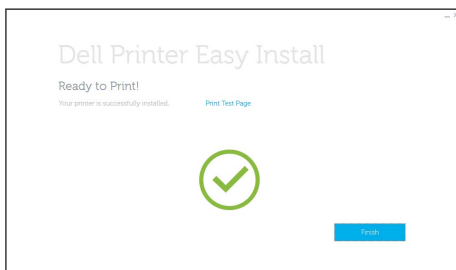 Dell Printer Easy Install
Ready to Print!
Your printer is successfully installed. Print Test Page
Finish